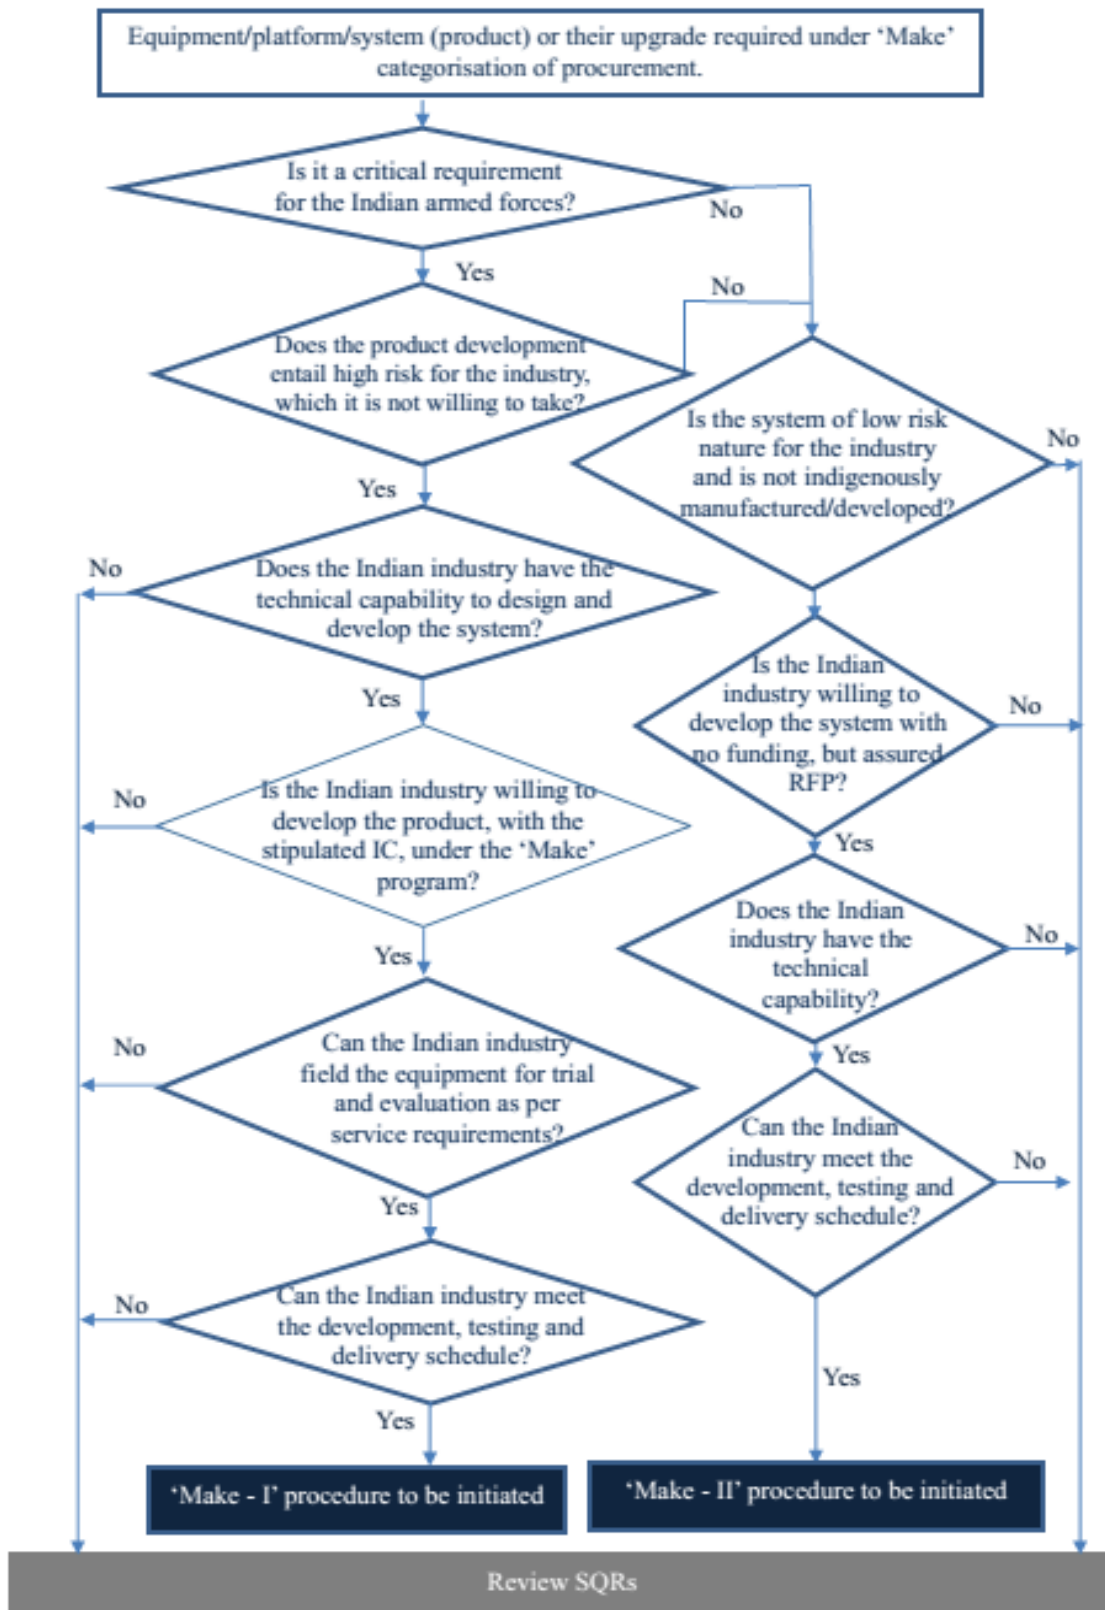 Equipment/platform/system (product) or their upgrade required under ‘Make’
categorisation of procurement.
Is it a critical requirement
for the Indian armed forces?
No
Yes
No
Does the product development
entail high risk for the industry,
which it is not willing to take?
Is the system of low risk
nature for the industry
and is not indigenously
manufactured/developed?
No
Yes
No
Does the Indian industry have the
technical capability to design and
develop the system?
Is the Indian
industry willing to
develop the system with
no funding, but assured
RFP?
No
Yes
No
Is the Indian industry willing to
develop the product, with the
stipulated IC, under the ‘Make’
program?
Yes
Does the Indian
industry have the
technical
capability?
No
Yes
No
Can the Indian industry
field the equipment for trial
and evaluation as per
service requirements?
Yes
Can the Indian
industry meet the
development, testing and
delivery schedule?
No
Yes
No
Can the Indian industry meet
the development, testing and
delivery schedule?
Yes
Yes
‘Make - I’ procedure to be initiated
‘Make - II’ procedure to be initiated
Review SQRs